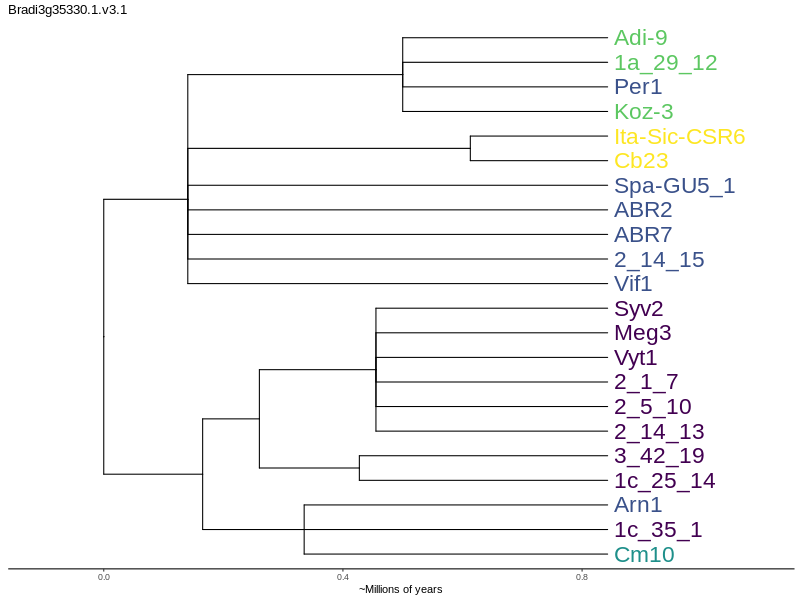 Bradi3g35330.1.v3.1
Adi-9
1a_29_12
Per1
Koz-3
Ita-Sic-CSR6
Cb23
Spa-GU5_1
ABR2
ABR7
2_14_15
Vif1
Syv2
Meg3
Vyt1
2_1_7
2_5_10
2_14_13
3_42_19
1c_25_14
Arn1
1c_35_1
Cm10
0.0 0.4 0.8
~Millions of years